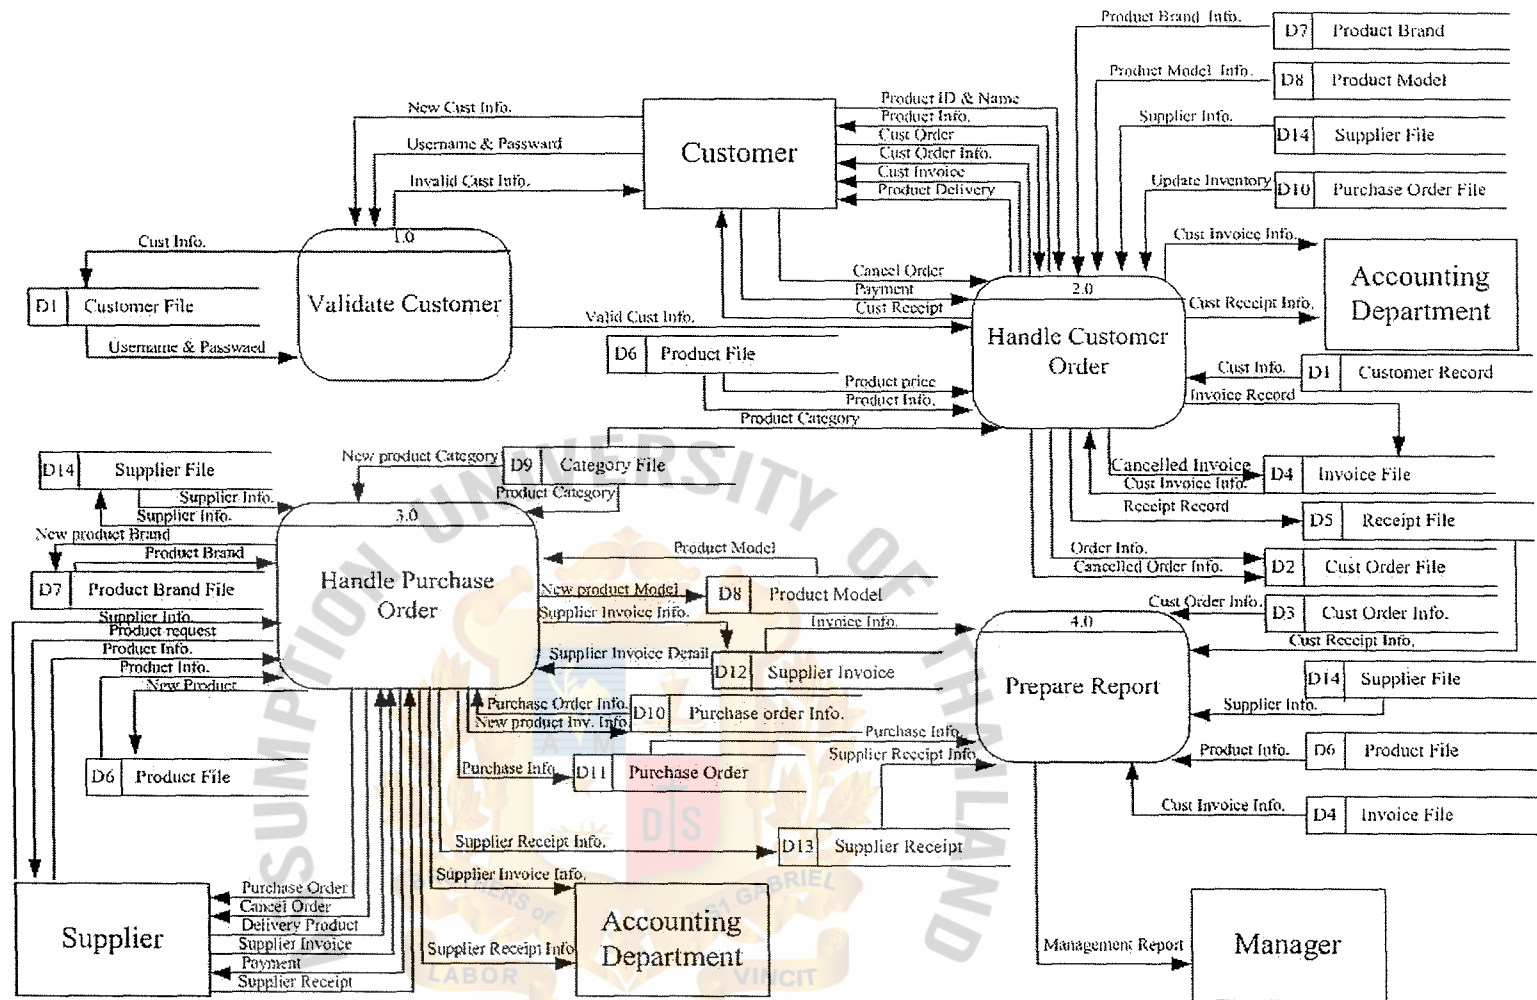 Product Brand Info.
D7 Product Brand
Product Model Info.
D8 Product Model
New Cust Info.
Customer
Product ID & Name
Product Info.
Cust Order
Cust Order Info.
Cust Invoice
Product Delivery
Supplier Info.
D14 Supplier File
Username & Passward
Invalid Cust Info.
Update Inventory
D10 Purchase Order File
Cust Info.
1.0
Validate Customer
D1 Customer File
Username & Passwaed
Cancel Order
Payment
Cust Receipt
Valid Cust Info.
2.0
Handle Customer
Order
Cust Invoice Info.
Cust Receipt Info.
Accounting
Department
D6 Product File
Product price
Product Info.
Product Category
Cust Info.
D1 Customer Record
Invoice Record
D14 Supplier File
Supplier Info.
Supplier Info.
New product Category
D9 Category File
Product Category
Cancelled Invoice
Cust Invoice Info.
D4 Invoice File
Receipt Record
D5 Receipt File
New product Brand
Product Brand
D7 Product Brand File
3.0
Handle Purchase
Order
Product Model
New product Model
D8 Product Model
Supplier Invoice Info.
Order Info.
Cancelled Order Info.
D2 Cust Order File
Supplier Info.
Product request
Product Info.
Product Info.
New Product
Supplier Invoice Detail
Invoice Info.
D12 Supplier Invoice
4.0
Prepare Report
Cust Order Info.
D3 Cust Order Info.
Cust Receipt Info.
D14 Supplier File
Supplier Info.
D6 Product File
Purchase Order Info.
New product Inv. Info.
D10 Purchase order Info.
Purchase Info.
Purchase Info.
D11 Purchase Order
Supplier Receipt Info.
Product Info.
D6 Product File
Cust Invoice Info.
D4 Invoice File
Supplier Receipt Info.
D13 Supplier Receipt
Supplier Invoice Info.
Supplier
Purchase Order
Cancel Order
Delivery Product
Supplier Invoice
Payment
Supplier Receipt
Supplier Receipt Info
Accounting
Department
Management Report
Manager
SUMPTION UNIVERSITY OF THAILAND
DS
ST GABRIEL
LABOR
VINCIT